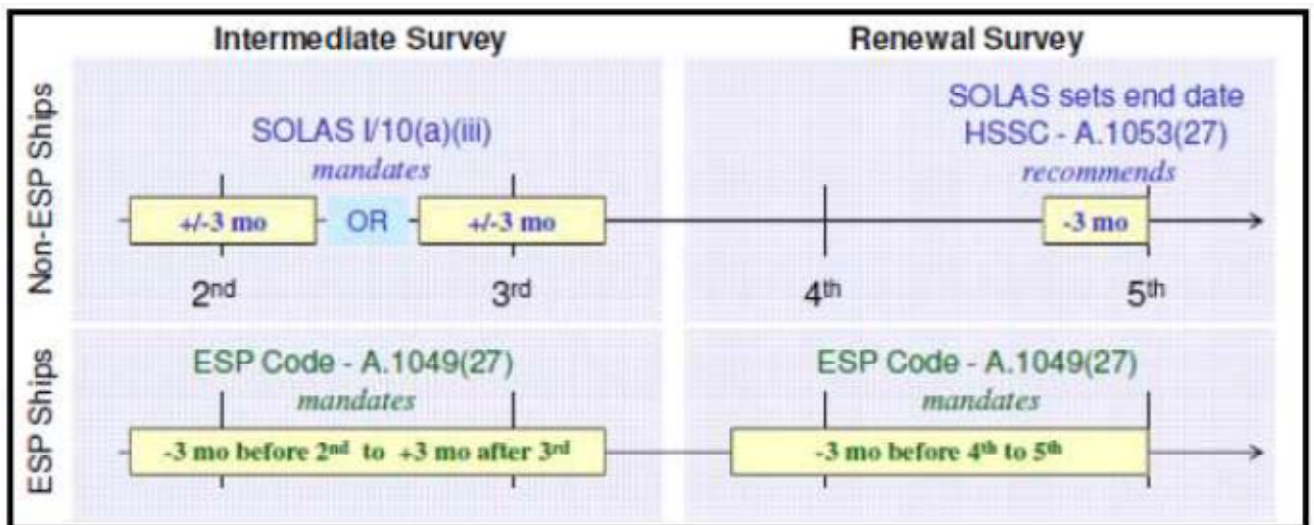 Intermediate Survey
Renewal Survey
Non-ESP Ships
SOLAS I/10(a)(iii)
mandates
+/-3 mo
OR
+/-3 mo
2nd
3rd
SOLAS sets end date
HSSC - A.1053(27)
recommends
-3 mo
4th
5th
ESP Ships
ESP Code - A.1049(27)
mandates
-3 mo before 2nd to +3 mo after 3rd
ESP Code - A.1049(27)
mandates
-3 mo before 4th to 5th